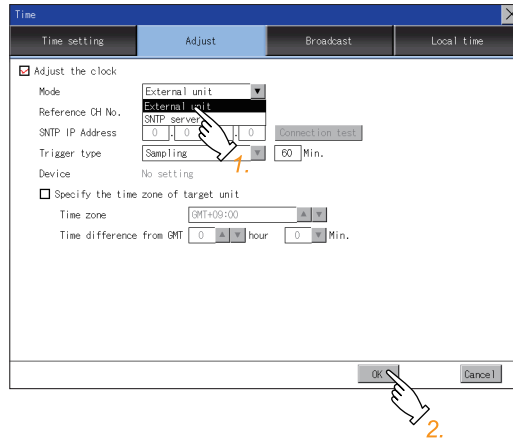 Time
Time setting Adjust Broadcast Local time
Adjust the clock
Mode External unit
External unit
Reference CH No.
SNTP server
SNTP IP Address 0 . 0 . 0 Connection test
Trigger type Sampling 60 Min.
1.
Device No setting
Specify the time zone of target unit
Time zone GMT+09:00
Time difference from GMT 0 hour 0 Min.
OK Cancel
2.